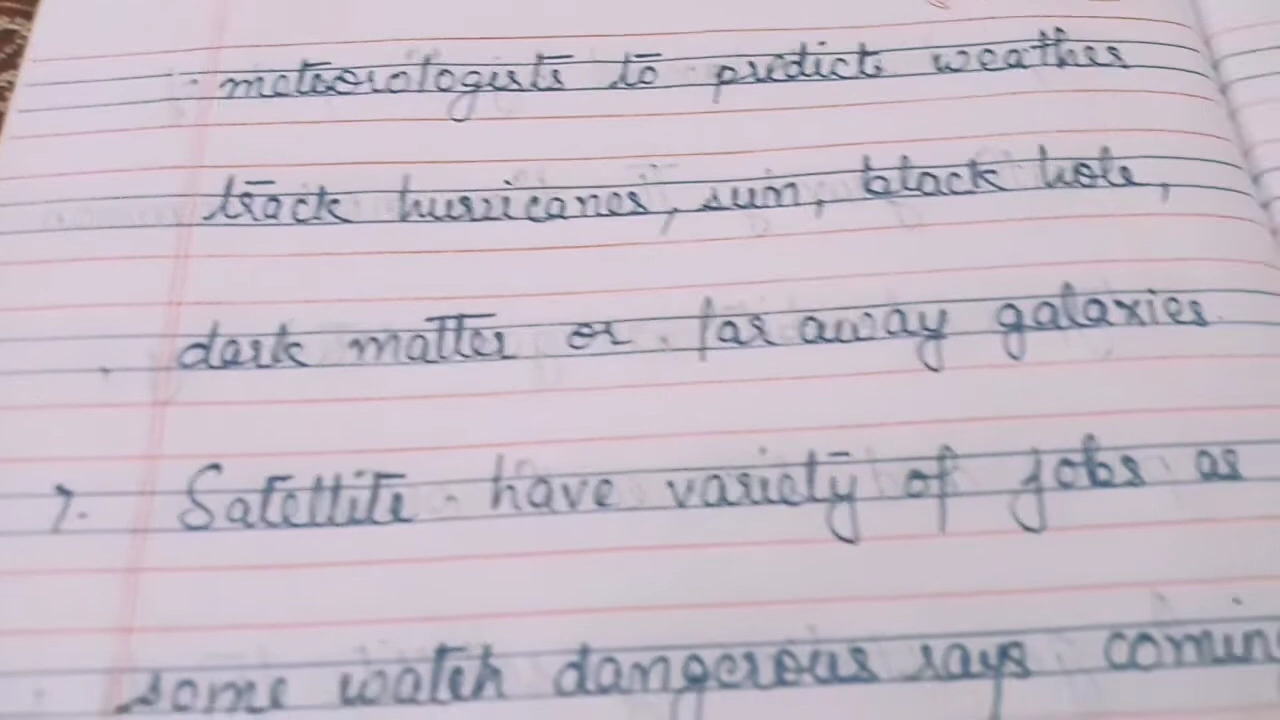 meteorologists to predict weather
track hurricanes, sun, black hole,
dark matter or far away galaxies.
7. Satellite have variety of jobs as
some watch dangerous rays comin